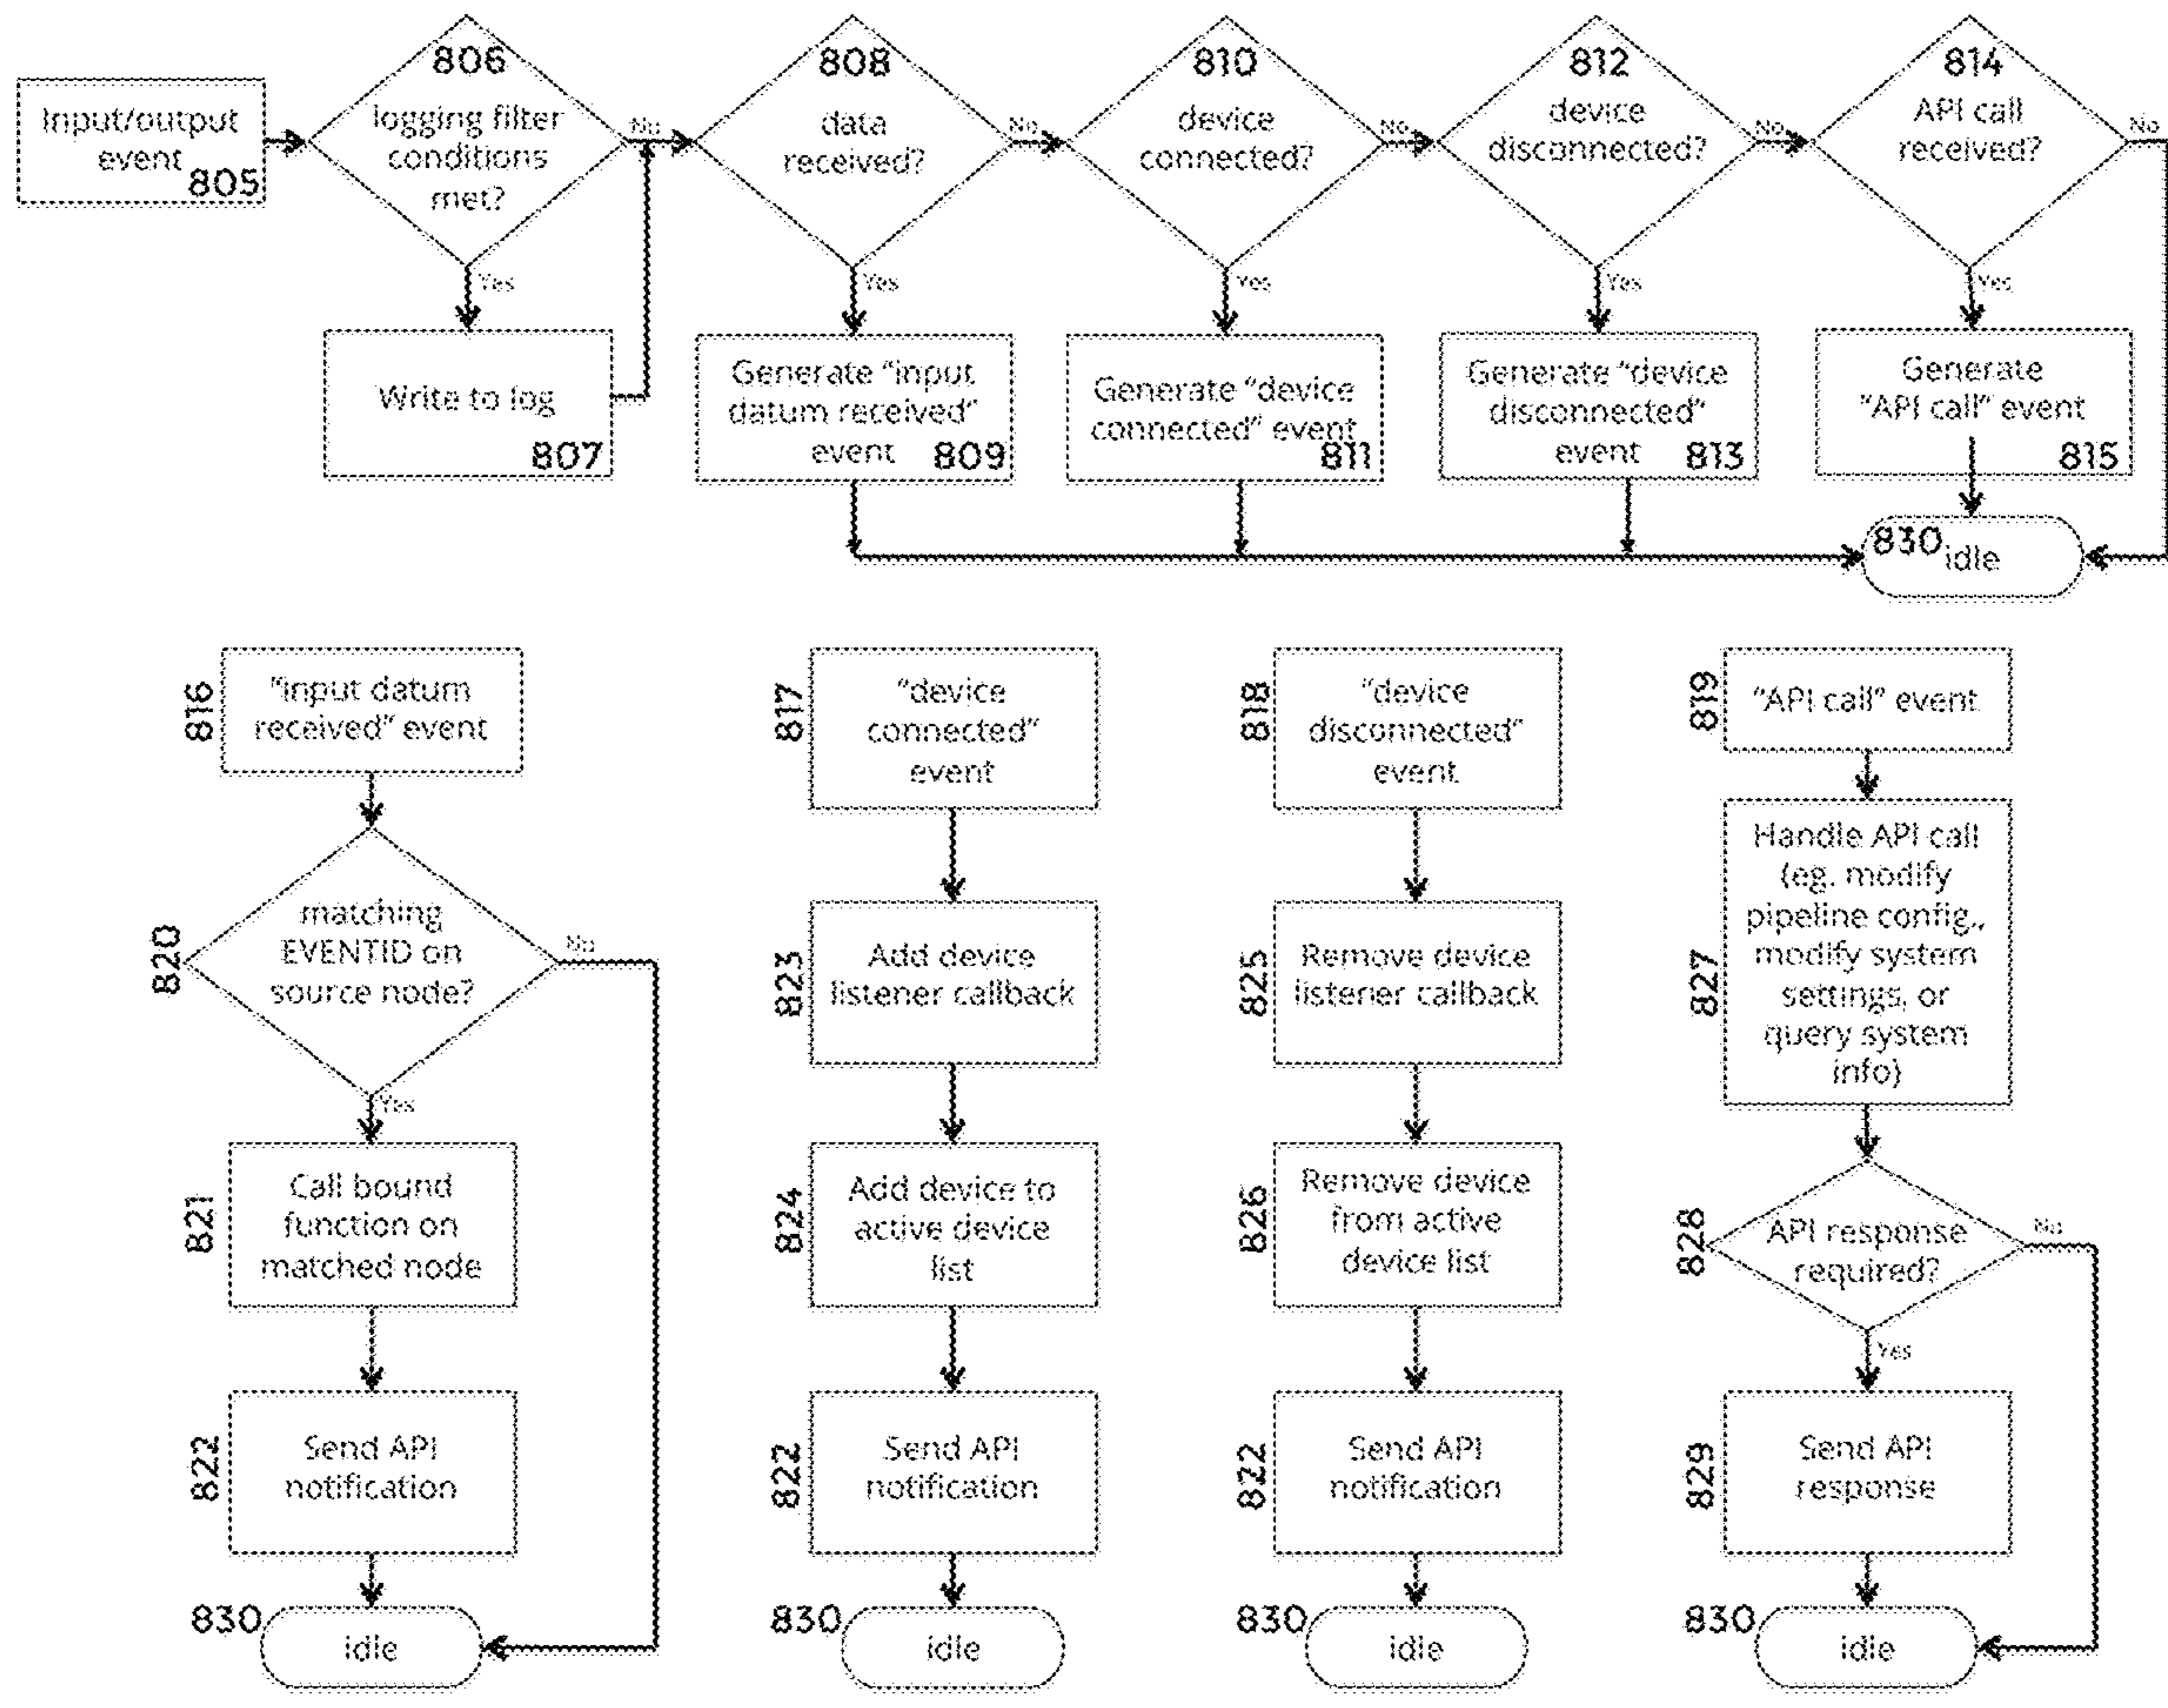 806
808
810
812
814
Input/output
event
805
logging filter
conditions
met?
No
data
received?
No
device
connected?
No
device
disconnected?
No
API call
received?
No
Yes
Yes
Yes
Yes
Yes
Write to log
807
Generate "input
datum received"
event
809
Generate "device
connected" event
811
Generate "device
disconnected"
event
813
Generate
"API call" event
815
830
idle
816
"input datum
received" event
817
"device
connected"
event
818
"device
disconnected"
event
819
"API call" event
820
matching
EVENTID on
source node?
No
Yes
823
Add device
listener callback
825
Remove device
listener callback
827
Handle API call
(eg. modify
pipeline config.,
modify system
settings, or
query system
info)
821
Call bound
function on
matched node
824
Add device to
active device
list
826
Remove device
from active
device list
828
API response
required?
No
Yes
822
Send API
notification
822
Send API
notification
822
Send API
notification
829
Send API
response
830
idle
830
idle
830
idle
830
idle